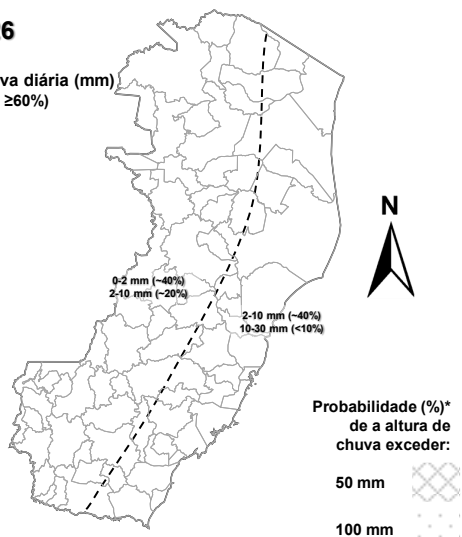 6
va diária (mm)
≥60%)
N
0-2 mm (~40%)
2-10 mm (~20%)
2-10 mm (~40%)
10-30 mm (<10%)
Probabilidade (%)*
de a altura de
chuva exceder:
50 mm
100 mm